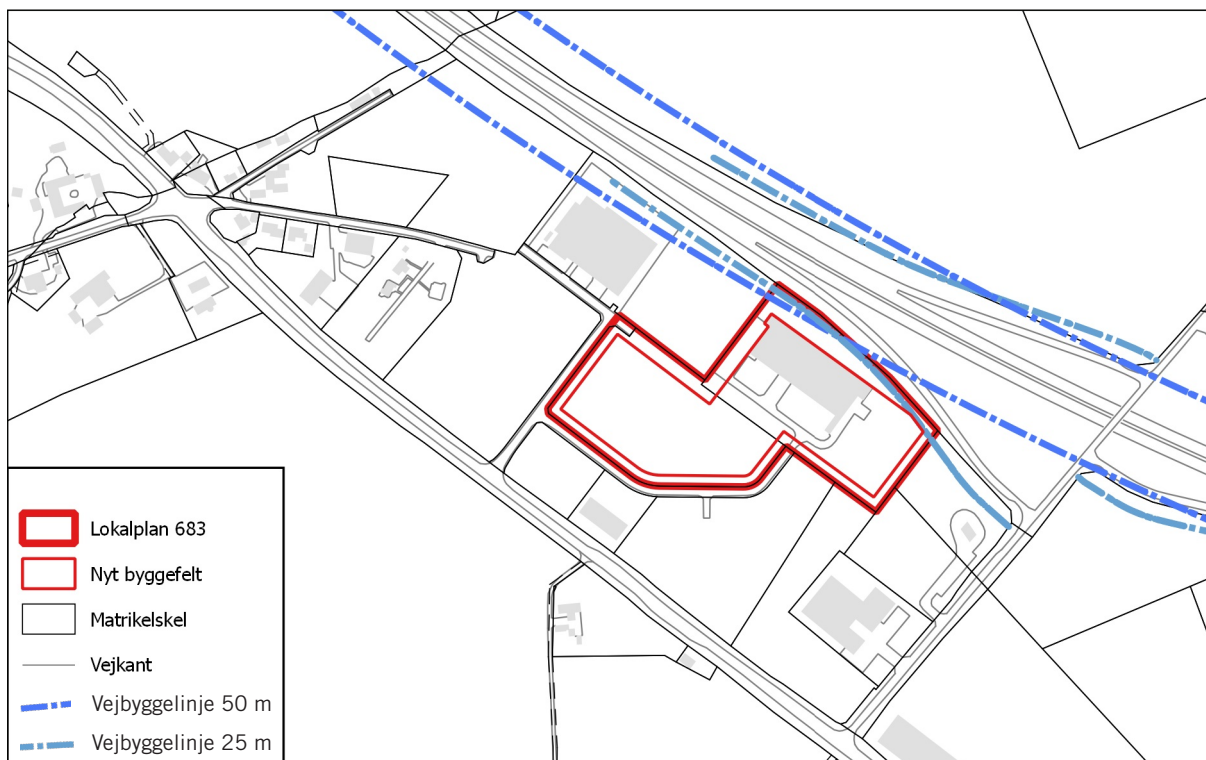 Lokalplan 683
Nyt byggefelt
Matrikelskel
Vejkant
Vejbyggelinje 50 m
Vejbyggelinje 25 m